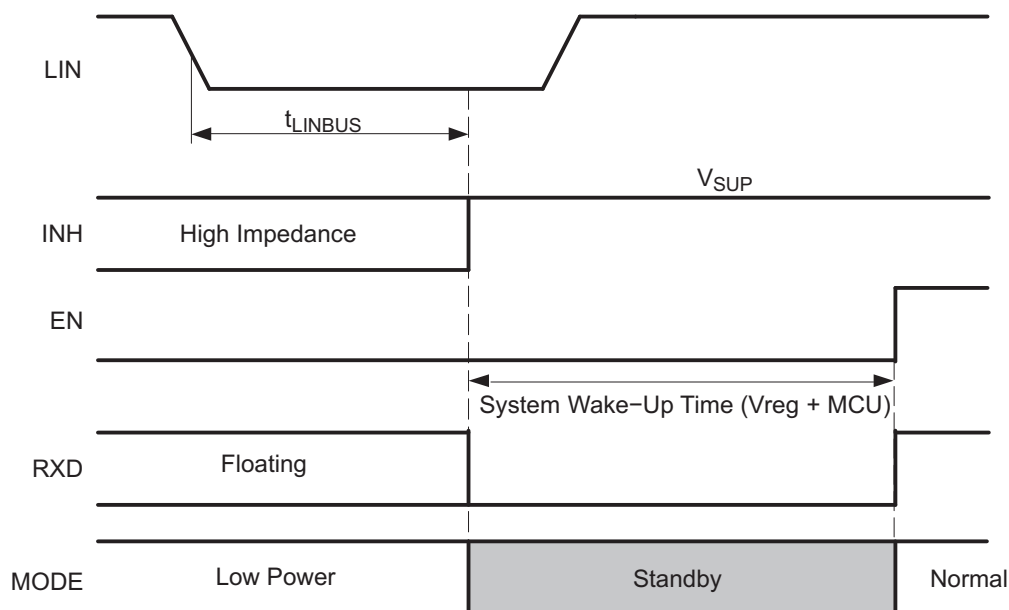 LIN
tLINBUS
VSUP
INH
High Impedance
EN
System Wake−Up Time (Vreg + MCU)
RXD
Floating
MODE
Low Power
Standby
Normal